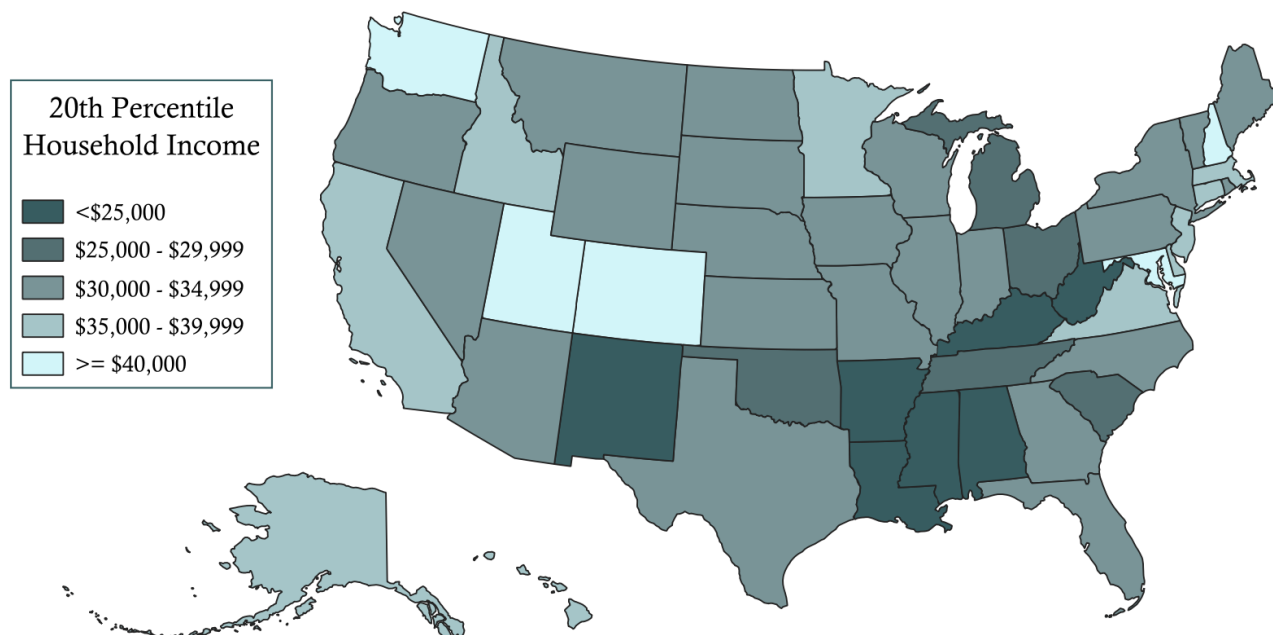 20th Percentile
Household Income
<$25,000
$25,000 - $29,999
$30,000 - $34,999
$35,000 - $39,999
>= $40,000